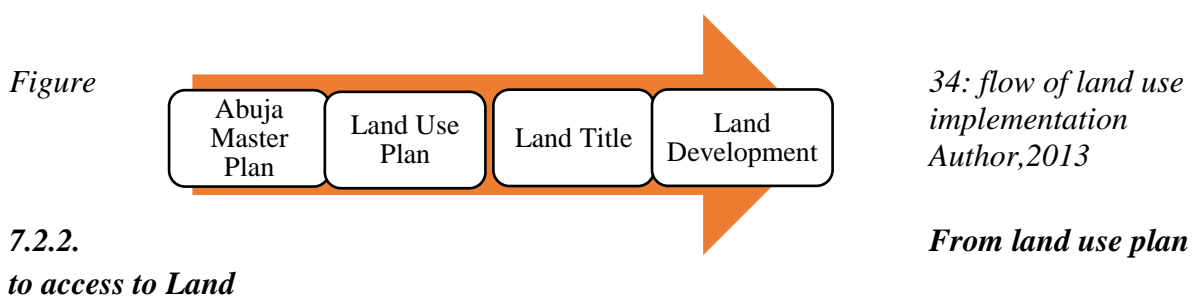 Figure 34: flow of land use
implementation
Author,2013
Abuja
Master
Plan
Land Use
Plan
Land Title
Land
Development
7.2.2. From land use plan
to access to Land